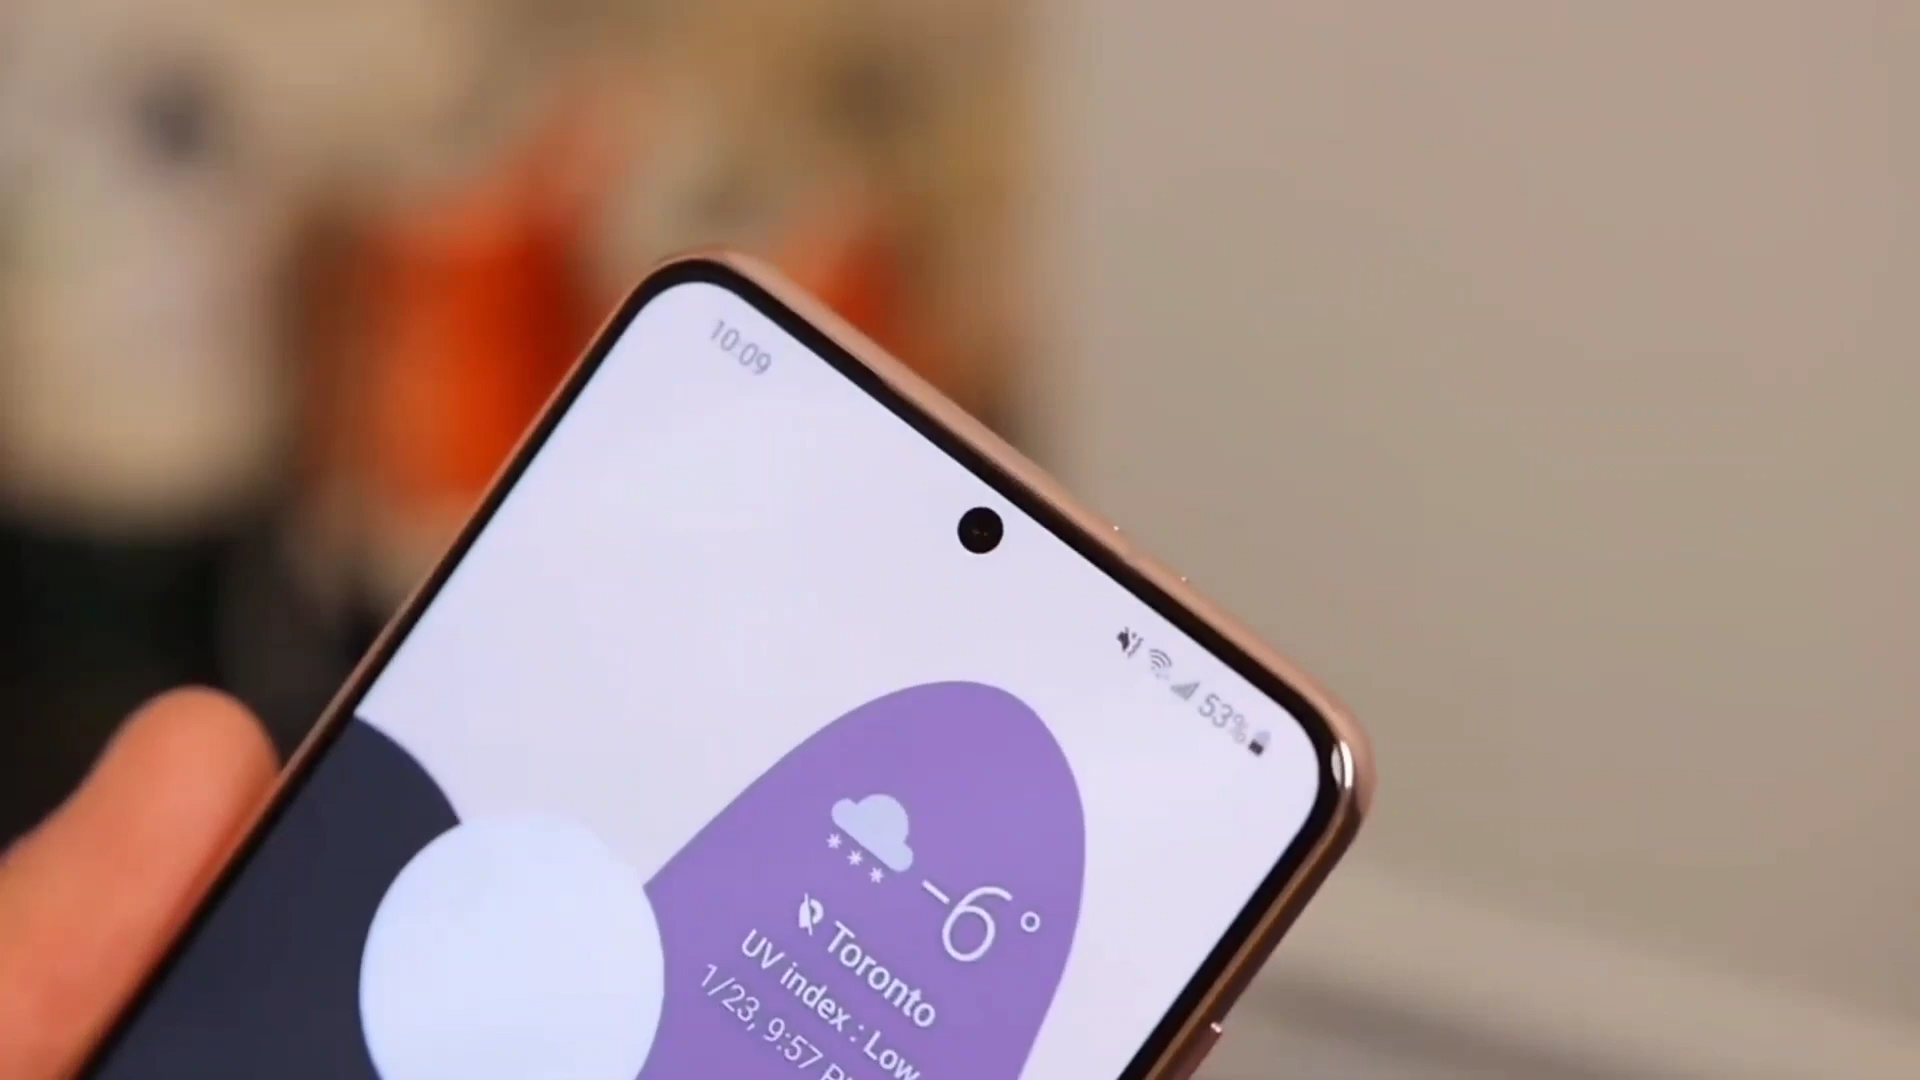 10:09
53%
-6°
Toronto
UV index : Low
1/23, 9:57